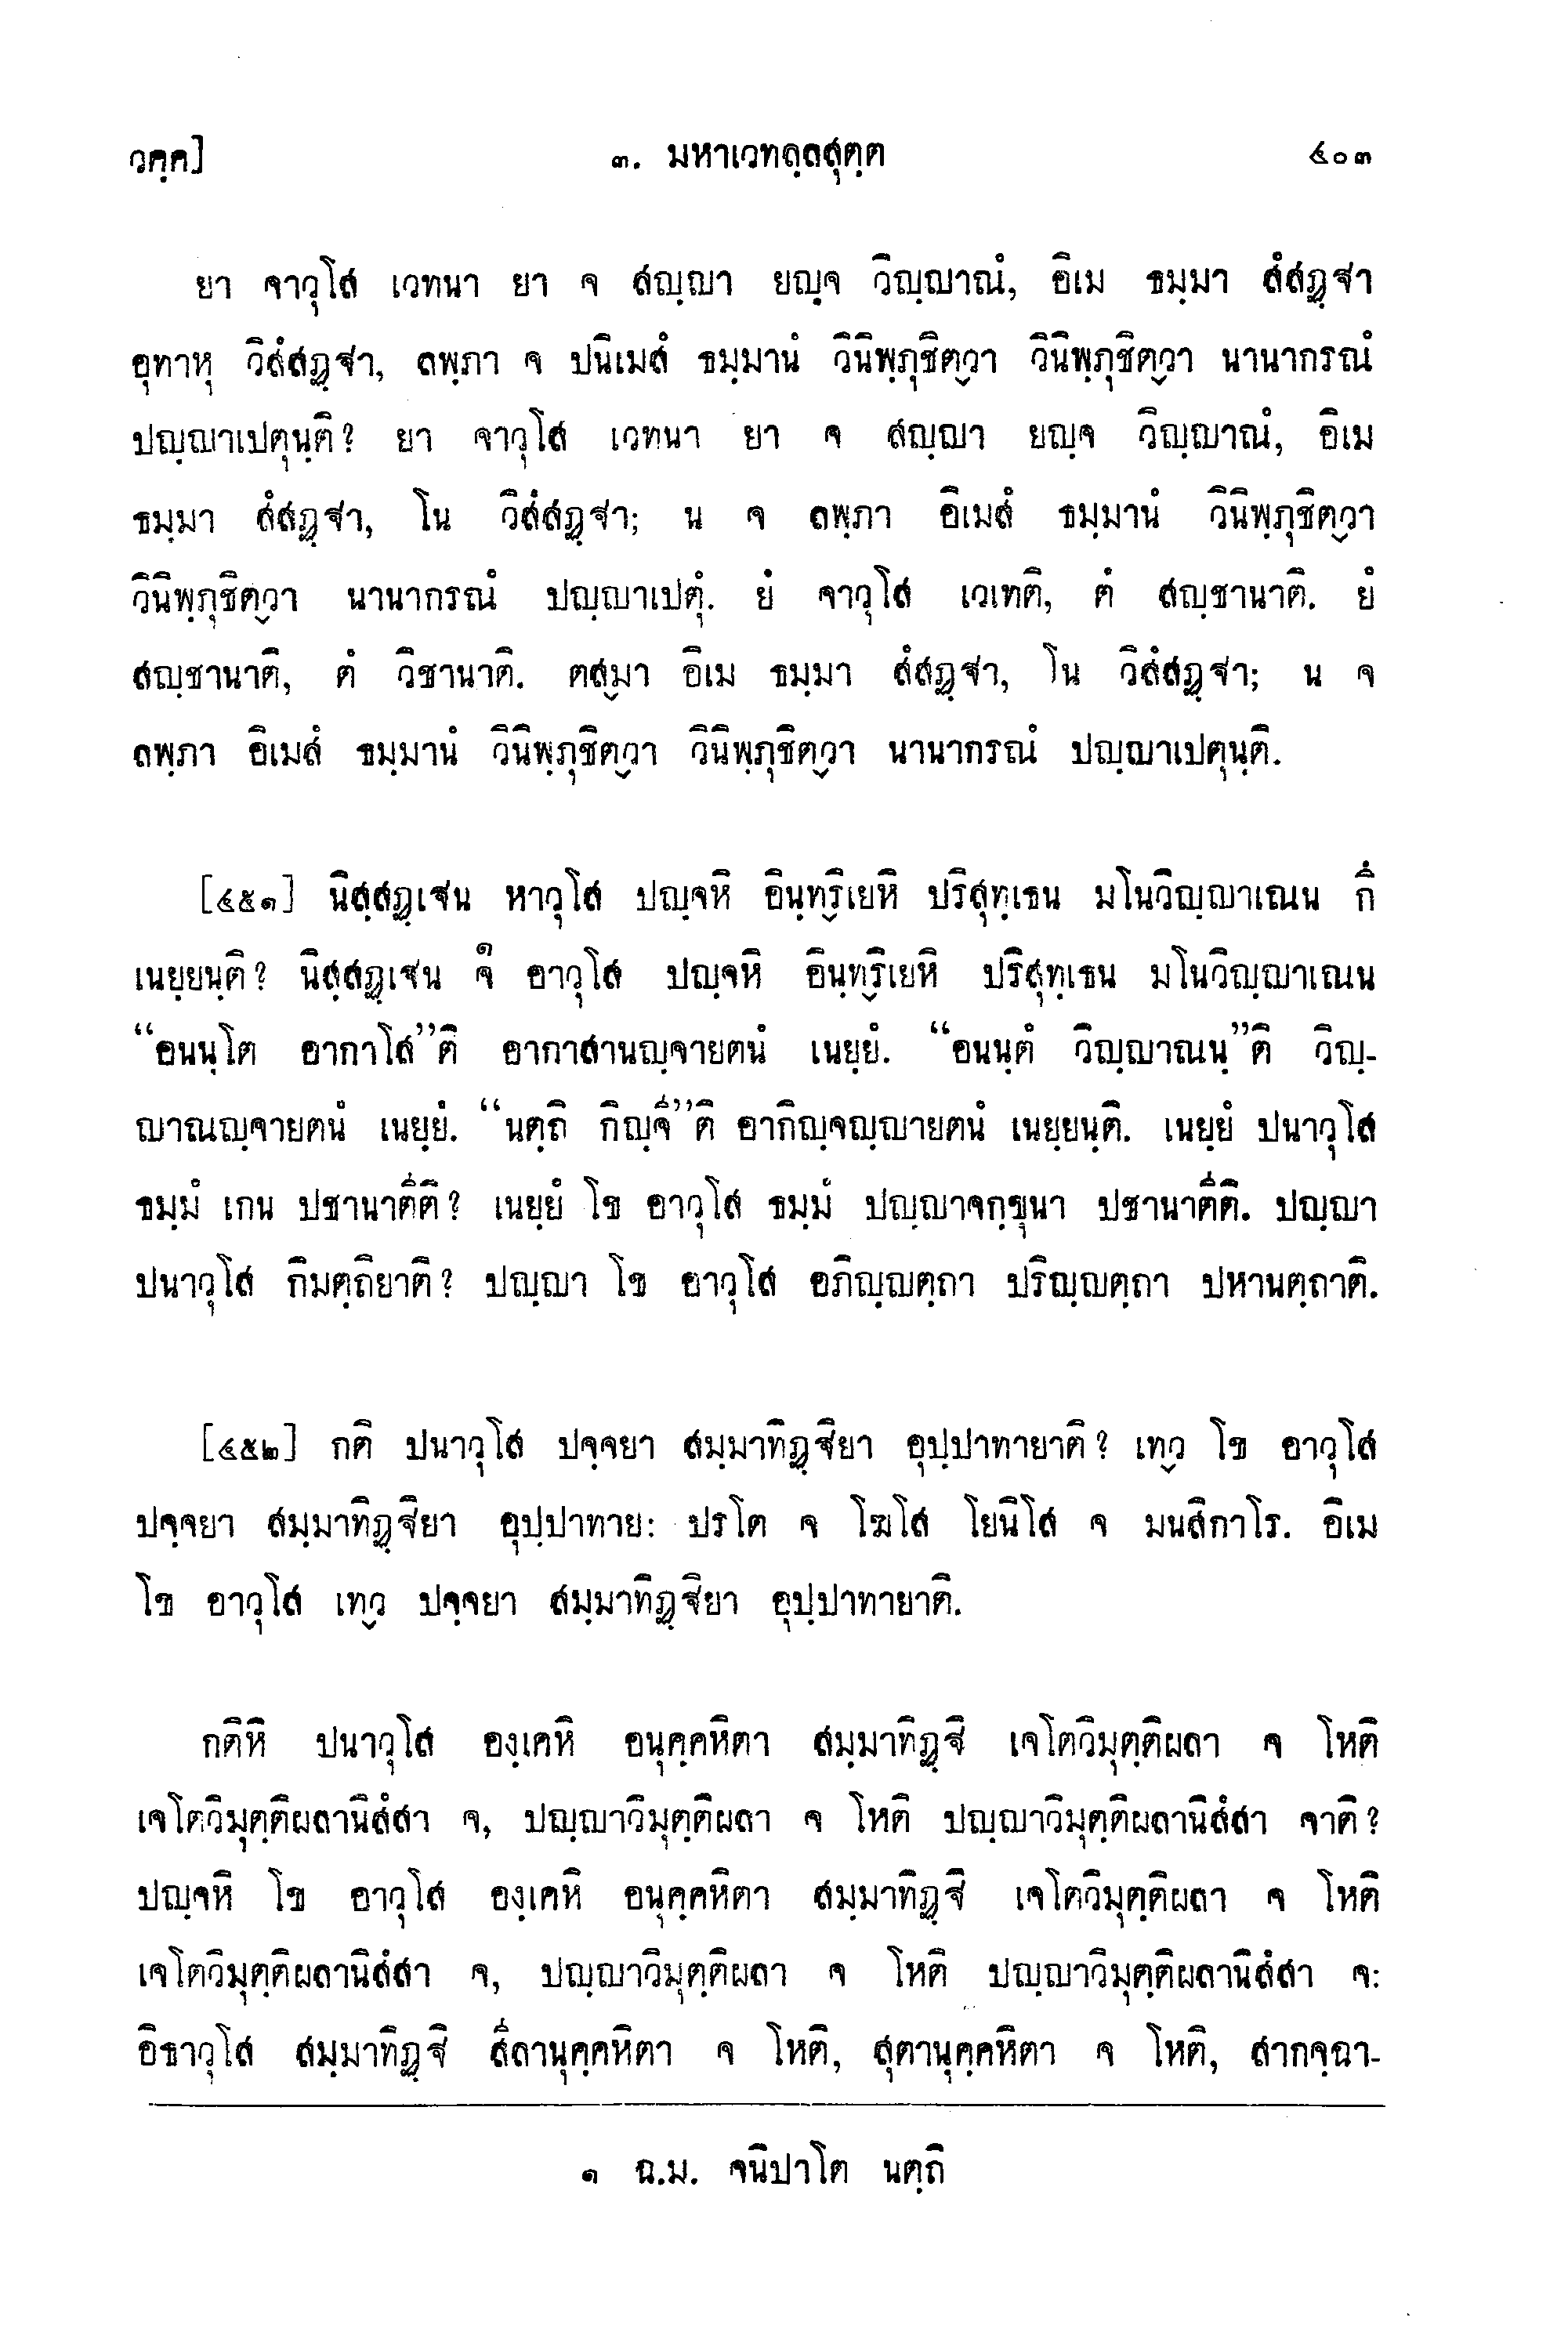 วคฺค]
๓. มหาเวทลฺลสุตฺต
๔๐๓
ยา จาวุโส เวทนา ยา จ สญฺญา ยญฺจ วิญฺญาณํ, อิเม ธมฺมา สํสฏฺฐา
อุทาหุ วิสํสฏฺฐา, ลพฺภา จ ปนิเมสํ ธมฺมานํ วินิพฺภุชิตฺวา วินิพฺภุชิตฺวา นานากรณํ
ปญฺญาเปตุนฺติ? ยา จาวุโส เวทนา ยา จ สญฺญา ยญฺจ วิญฺญาณํ, อิเม
ธมฺมา สํสฏฺฐา, โน วิสํสฏฺฐา; น จ ลพฺภา อิเมสํ ธมฺมานํ วินิพฺภุชิตฺวา
วินิพฺภุชิตฺวา นานากรณํ ปญฺญาเปตุํ. ยํ จาวุโส เวเทติ, ตํ สญฺชานาติ. ยํ
สญฺชานาติ, ตํ วิชานาติ. ตสฺมา อิเม ธมฺมา สํสฏฺฐา, โน วิสํสฏฺฐา; น จ
ลพฺภา อิเมสํ ธมฺมานํ วินิพฺภุชิตฺวา วินิพฺภุชิตฺวา นานากรณํ ปญฺญาเปตุนฺติ.
[๔๕๑] นิสฺสฏฺเฐน หาวุโส ปญฺจหิ อินฺทฺริเยหิ ปริสุทฺเธน มโนวิญฺญาเณน กึ
เนยฺยนฺติ? นิสฺสฏฺเฐน จํ๑ อาวุโส ปญฺจหิ อินฺทฺริเยหิ ปริสุทฺเธน มโนวิญฺญาเณน
“อนนฺโต อากาโส”ติ อากาสานญฺจายตนํ เนยฺยํ. “อนนฺตํ วิญฺญาณนฺ”ติ วิญฺ-
ญาณญฺจายตนํ เนยฺยํ. “นตฺถิ กิญฺจี”ติ อากิญฺจญฺญายตนํ เนยฺยนฺติ. เนยฺยํ ปนาวุโส
ธมฺมํ เกน ปชานาตีติ? เนยฺยํ โข อาวุโส ธมฺมํ ปญฺญาจกฺขุนา ปชานาตีติ. ปญฺญา
ปนาวุโส กิมตฺถิยาติ? ปญฺญา โข อาวุโส อภิญฺญตฺถา ปริญฺญตฺถา ปหานตฺถาติ.
[๔๕๒] กติ ปนาวุโส ปจฺจยา สมฺมาทิฏฺฐิยา อุปฺปาทายาติ? เทฺว โข อาวุโส
ปจฺจยา สมฺมาทิฏฺฐิยา อุปฺปาทาย: ปรโต จ โฆโส โยนิโส จ มนสิกาโร. อิเม
โข อาวุโส เทฺว ปจฺจยา สมฺมาทิฏฺฐิยา อุปฺปาทายาติ.
กติหิ ปนาวุโส องฺเคหิ อนุคฺคหิตา สมฺมาทิฏฺฐิ เจโตวิมุตฺติผลา จ โหติ
เจโตวิมุตฺติผลานิสํสา จ, ปญฺญาวิมุตฺติผลา จ โหติ ปญฺญาวิมุตฺติผลานิสํสา จาติ?
ปญฺจหิ โข อาวุโส องฺเคหิ อนุคฺคหิตา สมฺมาทิฏฺฐิ เจโตวิมุตฺติผลา จ โหติ
เจโตวิมุตฺติผลานิสํสา จ, ปญฺญาวิมุตฺติผลา จ โหติ ปญฺญาวิมุตฺติผลานิสํสา จ:
อิธาวุโส สมฺมาทิฏฺฐิ สีลานุคฺคหิตา จ โหติ, สุตานุคฺคหิตา จ โหติ, สากจฺฉา-
๑ ฉ.ม. จนิปาโต นตฺถิ